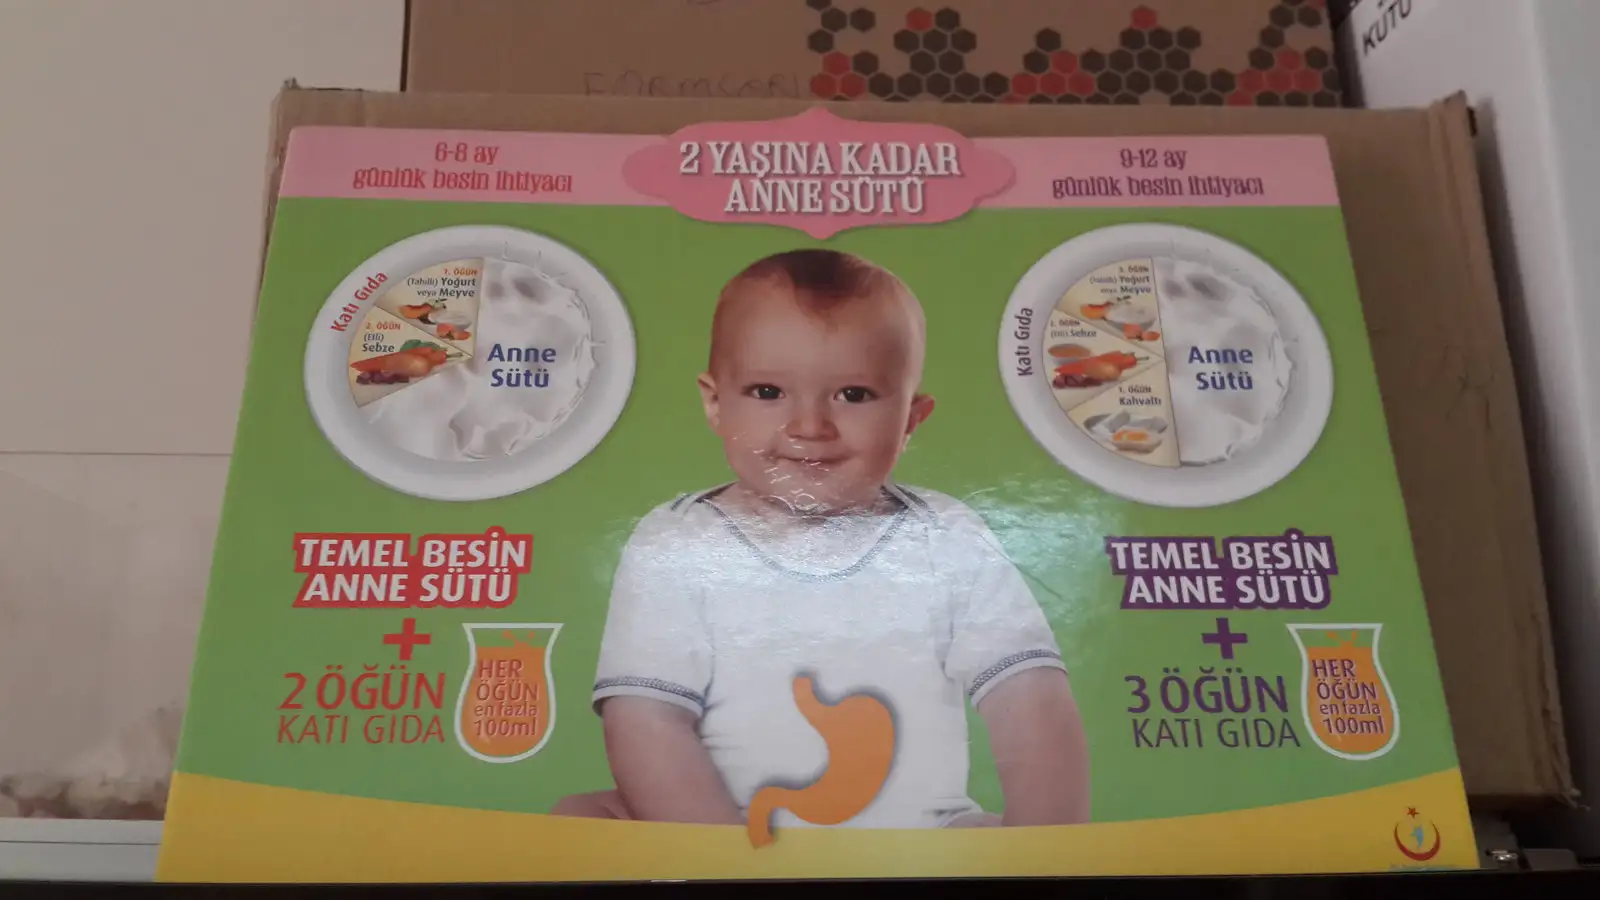 FORMLARI
KUTU
2 YAŞINA KADAR
ANNE SÜTÜ
6-8 ay
günlük besin ihtiyacı
Katı Gıda
1. ÖĞÜN
(Tahıllı) Yoğurt
veya Meyve
2. ÖĞÜN
(Etli)
Sebze
Anne
Sütü
TEMEL BESİN
ANNE SÜTÜ
+
2 ÖĞÜN
KATI GIDA
HER
ÖĞÜN
en fazla
100ml
9-12 ay
günlük besin ihtiyacı
Katı Gıda
3. ÖĞÜN
(Tahıllı) Yoğurt
veya Meyve
2. ÖĞÜN
(Etli) Sebze
1. ÖĞÜN
Kahvaltı
Anne
Sütü
TEMEL BESİN
ANNE SÜTÜ
+
3 ÖĞÜN
KATI GIDA
HER
ÖĞÜN
en fazla
100ml